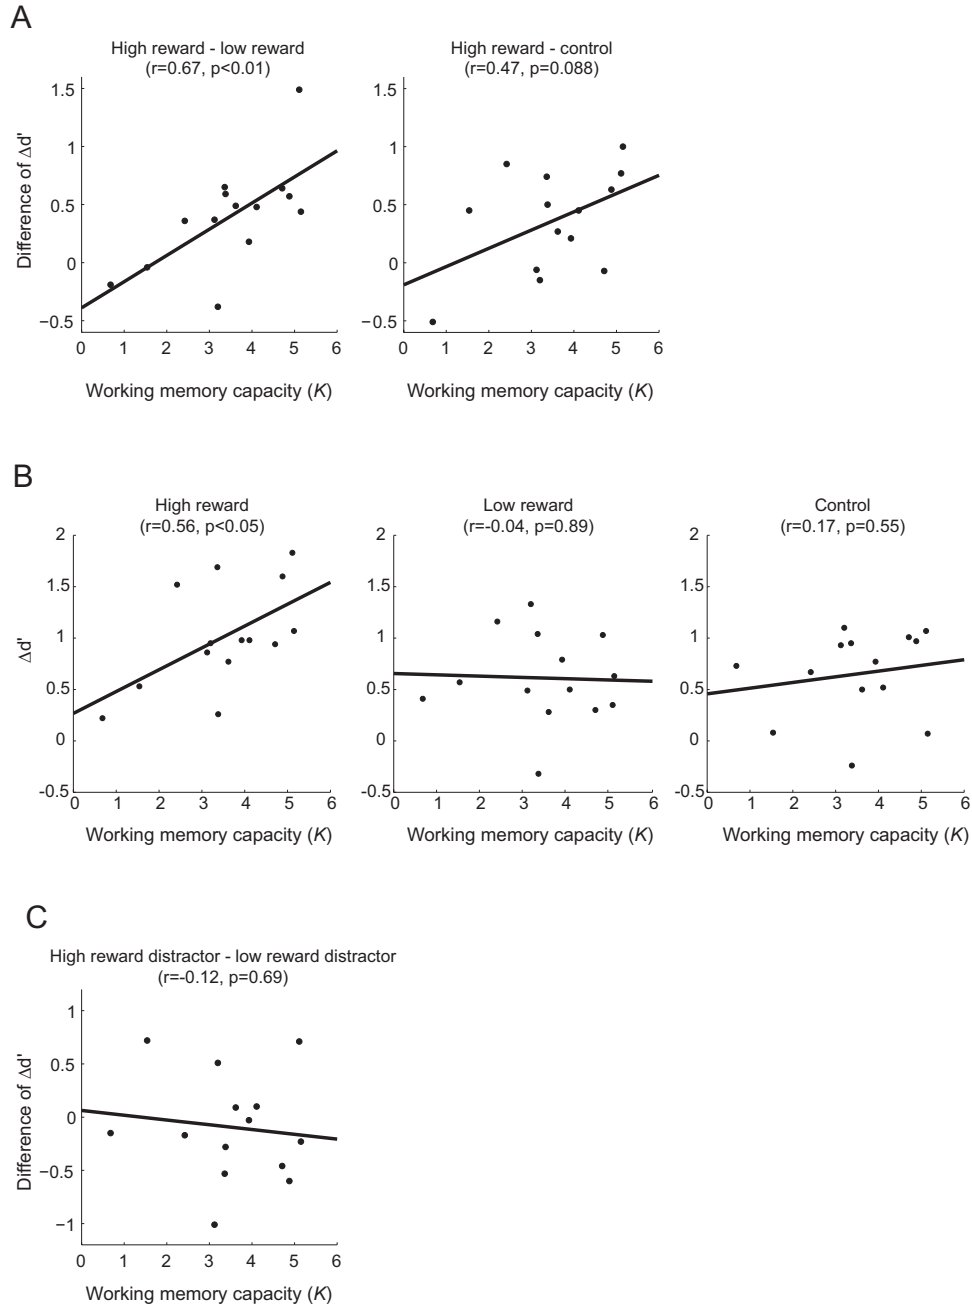 A
High reward - low reward
(r=0.67, p<0.01)
High reward - control
(r=0.47, p=0.088)
Difference of Δd'
1.5
1
0.5
0
−0.5
0 1 2 3 4 5 6
Working memory capacity (K)
1.5
1
0.5
0
−0.5
0 1 2 3 4 5 6
Working memory capacity (K)
B
High reward
(r=0.56, p<0.05)
Low reward
(r=-0.04, p=0.89)
Control
(r=0.17, p=0.55)
Δd'
2
1.5
1
0.5
0
-0.5
0 1 2 3 4 5 6
Working memory capacity (K)
2
1.5
1
0.5
0
-0.5
0 1 2 3 4 5 6
Working memory capacity (K)
2
1.5
1
0.5
0
-0.5
0 1 2 3 4 5 6
Working memory capacity (K)
C
High reward distractor - low reward distractor
(r=-0.12, p=0.69)
Difference of Δd'
1
0.5
0
−0.5
−1
0 1 2 3 4 5 6
Working memory capacity (K)